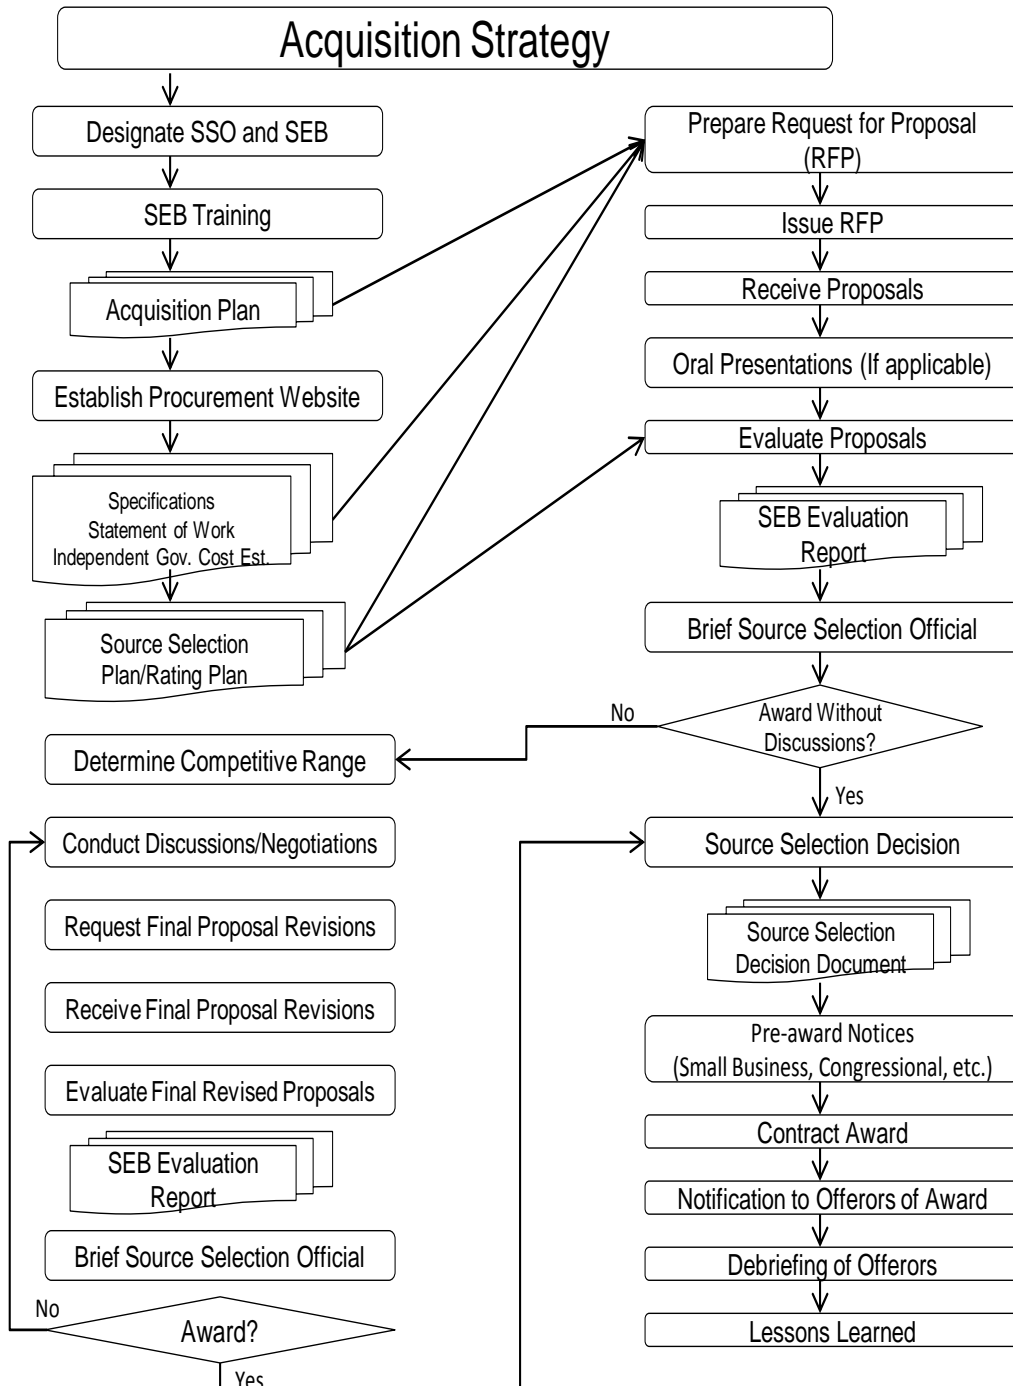 Acquisition Strategy
Designate SSO and SEB
SEB Training
Acquisition Plan
Establish Procurement Website
Specifications
Statement of Work
Independent Gov. Cost Est.
Source Selection
Plan/Rating Plan
Prepare Request for Proposal
(RFP)
Issue RFP
Receive Proposals
Oral Presentations (If applicable)
Evaluate Proposals
SEB Evaluation
Report
Brief Source Selection Official
Award Without
Discussions?
No
Yes
Determine Competitive Range
Conduct Discussions/Negotiations
Request Final Proposal Revisions
Receive Final Proposal Revisions
Evaluate Final Revised Proposals
SEB Evaluation
Report
Brief Source Selection Official
No
Award?
Yes
Source Selection Decision
Source Selection
Decision Document
Pre-award Notices
(Small Business, Congressional, etc.)
Contract Award
Notification to Offerors of Award
Debriefing of Offerors
Lessons Learned